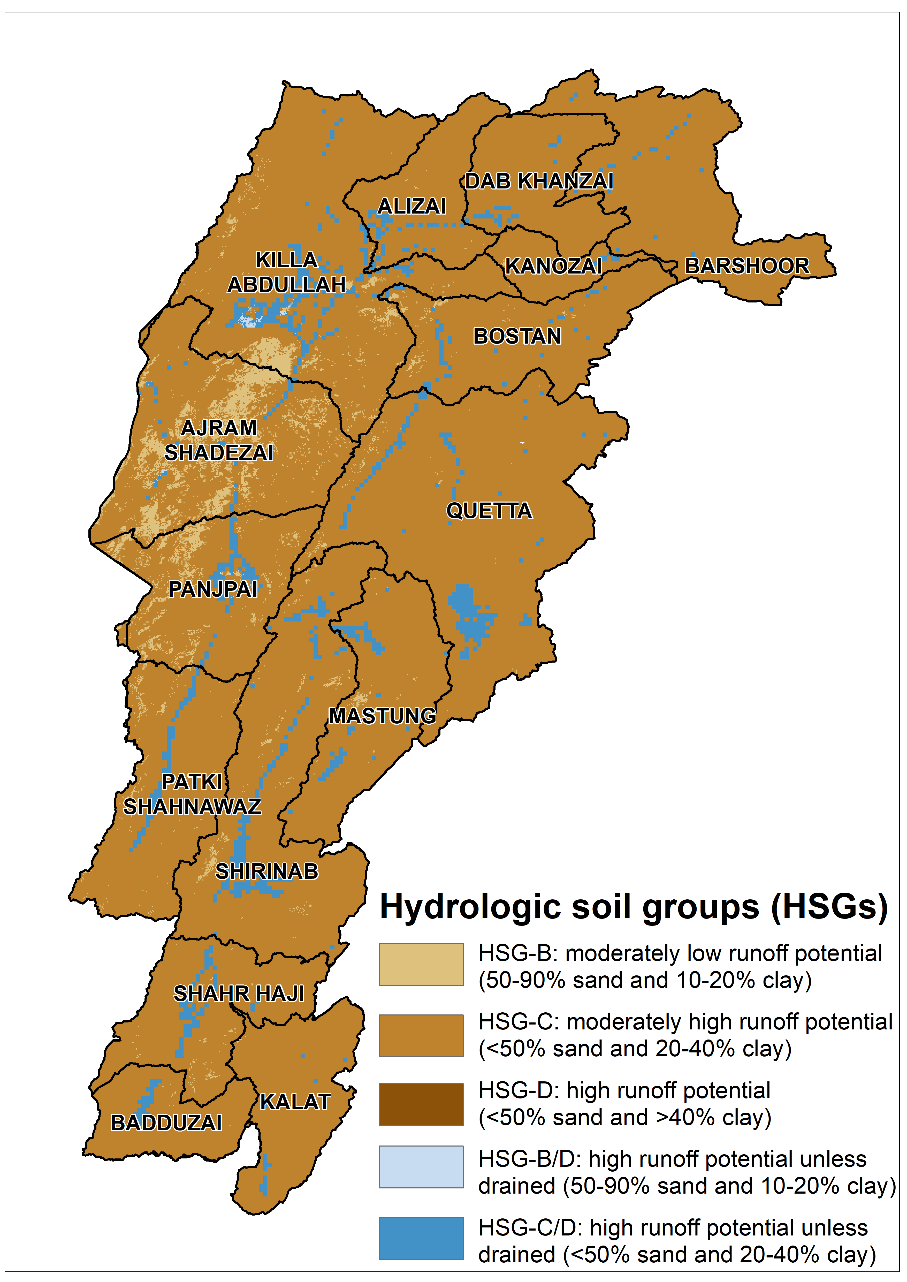 DAB KHANZAI
ALIZAI
KILLA
ABDULLAH
KANOZAI
BARSHOOR
BOSTAN
AJRAM
SHADEZAI
QUETTA
PANJPAI
MASTUNG
PATKI
SHAHNAWAZ
SHIRINAB
SHAHR HAJI
KALAT
BADDUZAI
Hydrologic soil groups (HSGs)
HSG-B: moderately low runoff potential
(50-90% sand and 10-20% clay)
HSG-C: moderately high runoff potential
(<50% sand and 20-40% clay)
HSG-D: high runoff potential
(<50% sand and >40% clay)
HSG-B/D: high runoff potential unless
drained (50-90% sand and 10-20% clay)
HSG-C/D: high runoff potential unless
drained (<50% sand and 20-40% clay)